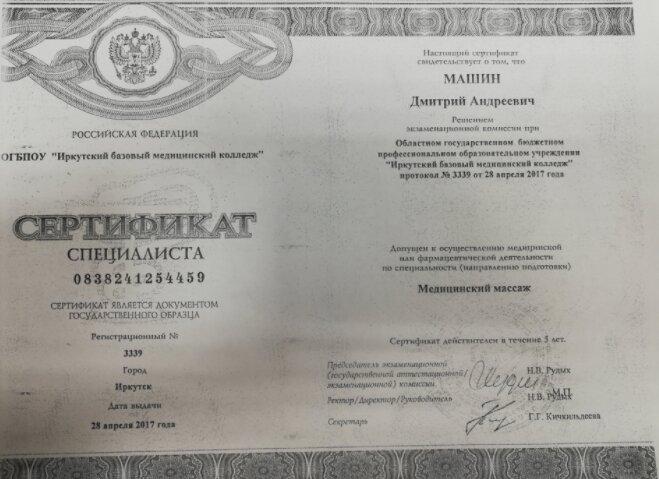 РОССИЙСКАЯ ФЕДЕРАЦИЯ
ОГБПОУ "Иркутский базовый медицинский колледж"
СЕРТИФИКАТ
СПЕЦИАЛИСТА
0838241254459
СЕРТИФИКАТ ЯВЛЯЕТСЯ ДОКУМЕНТОМ
ГОСУДАРСТВЕННОГО ОБРАЗЦА
Регистрационный №
3339
Город
Иркутск
Дата выдачи
28 апреля 2017 года
Настоящий сертификат
свидетельствует о том, что
МАШИН
Дмитрий Андреевич
Решением
экзаменационной комиссии при
Областном государственном бюджетном
профессиональном образовательном учреждении
"Иркутский базовый медицинский колледж"
протокол № 3339 от 28 апреля 2017 года
Допущен к осуществлению медицинской
или фармацевтической деятельности
по специальности (направлению подготовки)
Медицинский массаж
Сертификат действителен в течение 5 лет.
Председатель экзаменационной
(государственной аттестационной)
экзаменационной) комиссии
Н.В. Рудых
М.П.
Ректор/Директор/Руководитель
Н.В. Рудых
Секретарь
Г.Г. Кичкильдеева